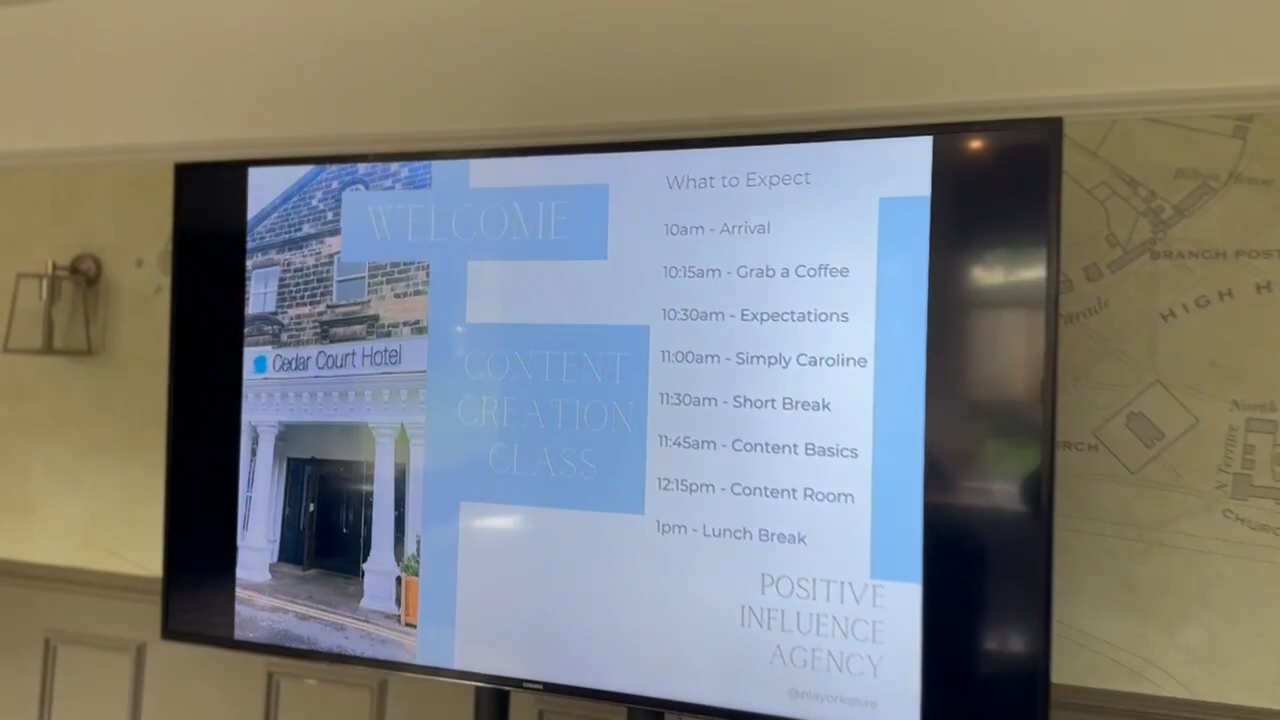 WELCOME
Cedar Court Hotel
CONTENT
CREATION
CLASS
What to Expect
10am - Arrival
10:15am - Grab a Coffee
10:30am - Expectations
11:00am - Simply Caroline
11:30am - Short Break
11:45am - Content Basics
12:15pm - Content Room
1pm - Lunch Break
POSITIVE
INFLUENCE
AGENCY
SAMSUNG
BRANCH POST
HIGH H